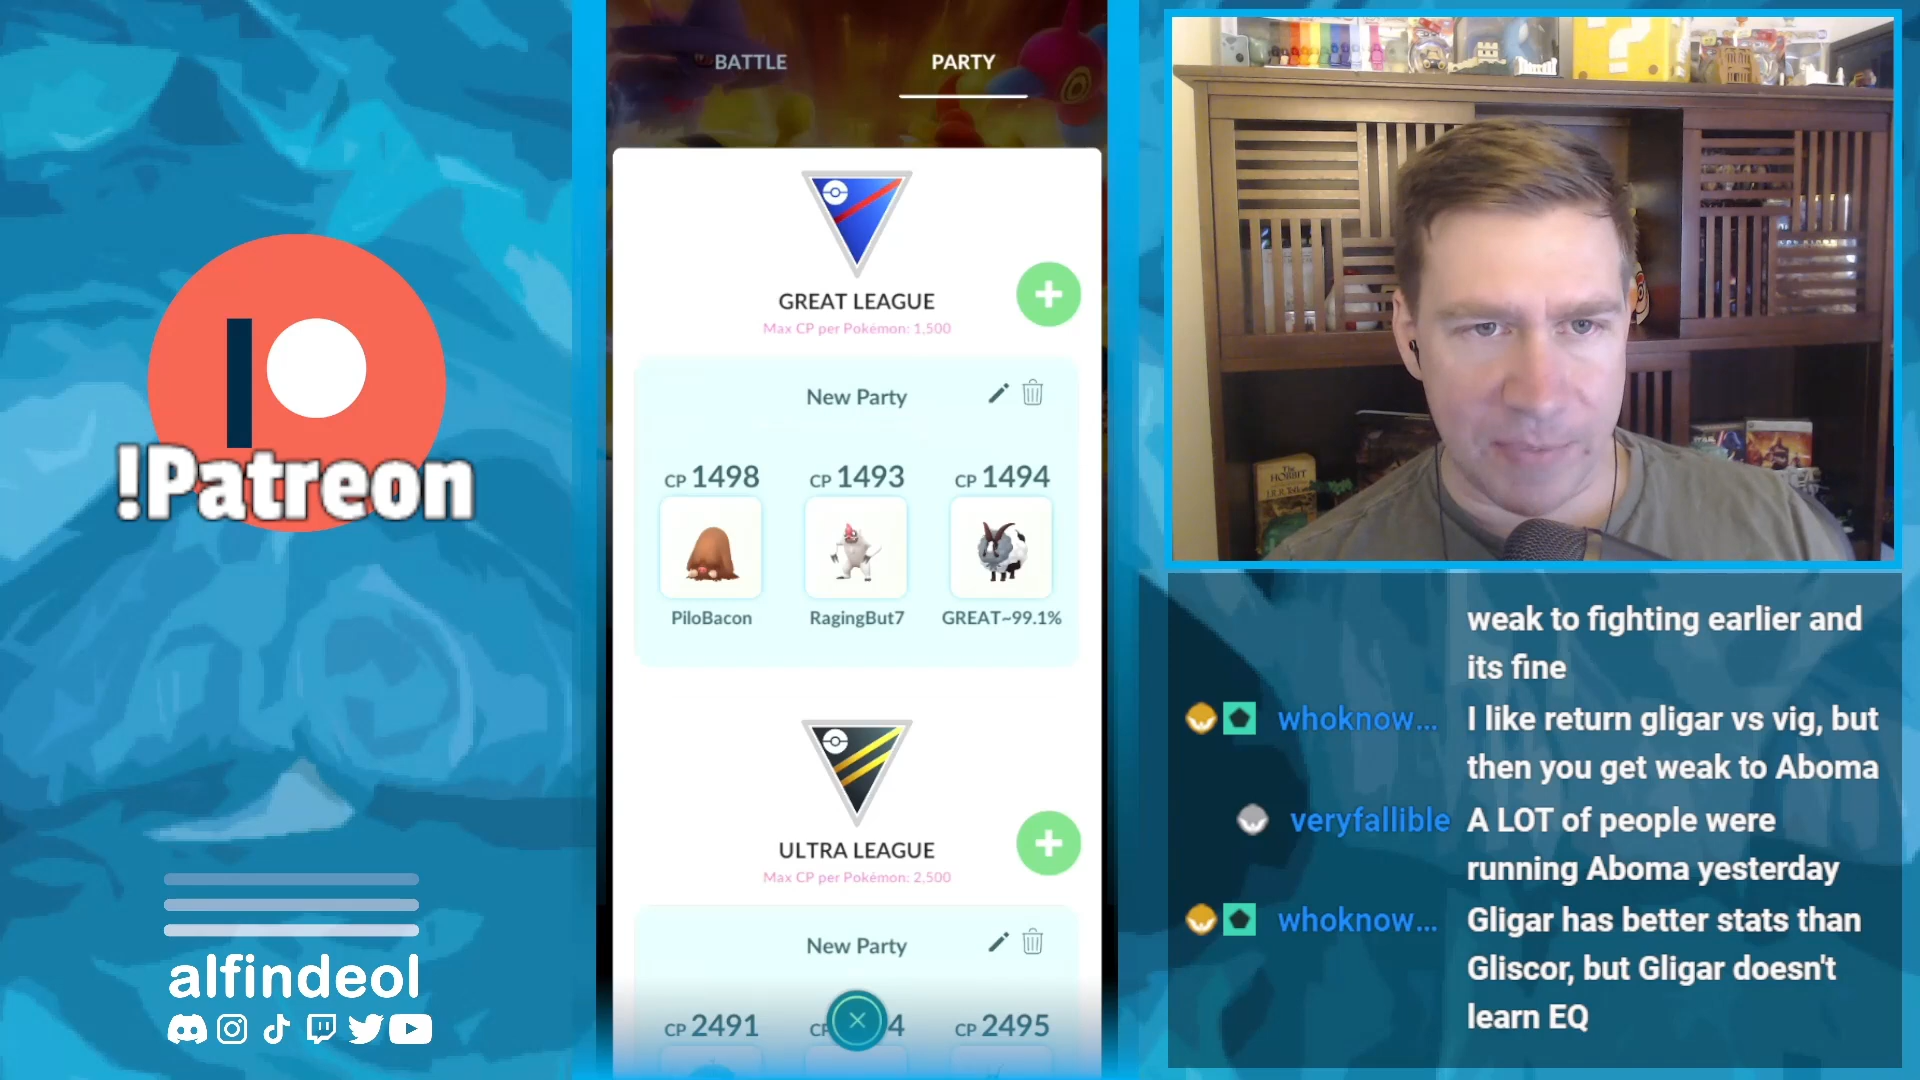 !Patreon
alfindeol
BATTLE
PARTY
GREAT LEAGUE
Max CP per Pokémon: 1,500
New Party
CP 1498
CP 1493
CP 1494
PiloBacon
RagingBut7
GREAT~99.1%
ULTRA LEAGUE
Max CP per Pokémon: 2,500
New Party
CP 2491
4
CP 2495
The
HOBBIT
weak to fighting earlier and
its fine
whoknow...
I like return gligar vs vig, but
then you get weak to Aboma
veryfallible
A LOT of people were
running Aboma yesterday
whoknow...
Gligar has better stats than
Gliscor, but Gligar doesn't
learn EQ